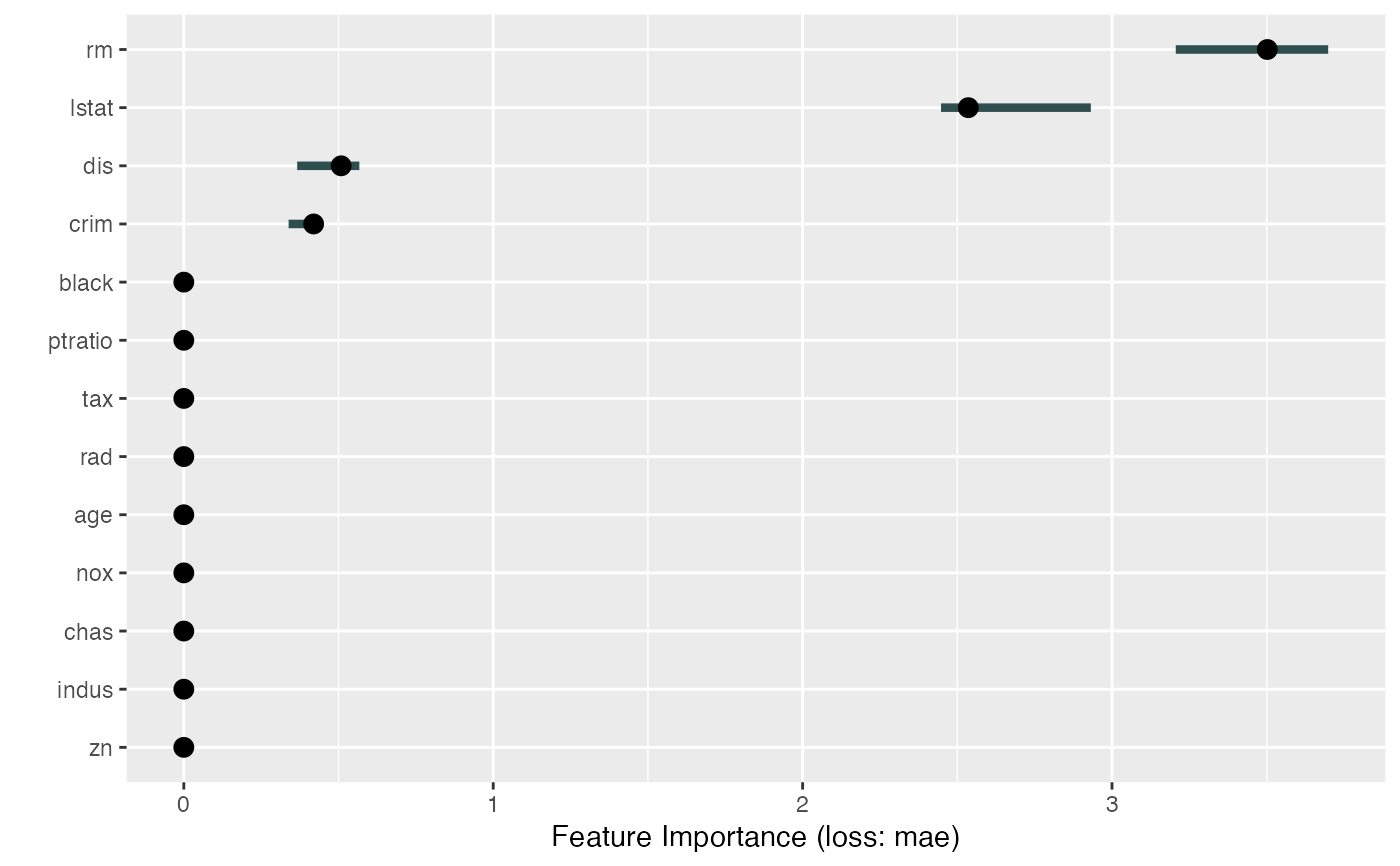 rm
lstat
dis
crim
black
ptratio
tax
rad
age
nox
chas
indus
zn
0 1 2 3
Feature Importance (loss: mae)